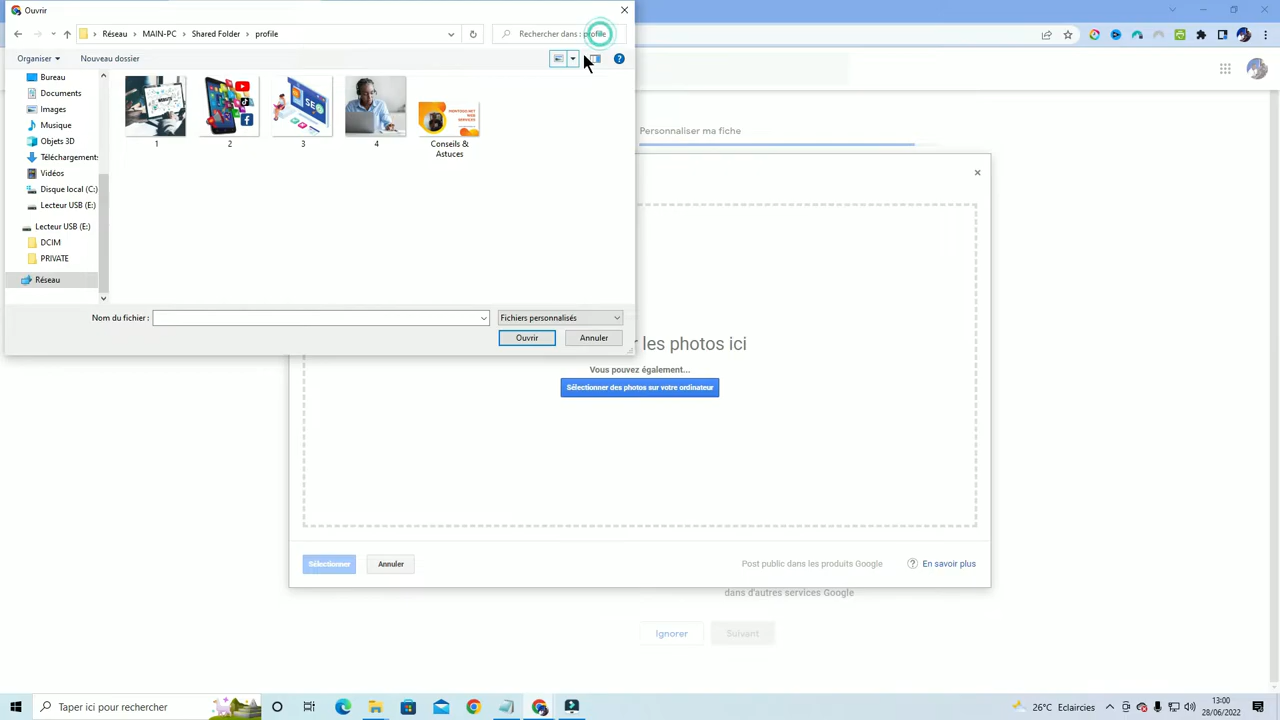 Ouvrir
Réseau
MAIN-PC
Shared Folder
profile
Rechercher dans : profile
Organiser
Nouveau dossier
Bureau
Documents
Images
Musique
Objets 3D
Téléchargements
Vidéos
Disque local (C:)
Lecteur USB (E:)
Lecteur USB (E:)
DCIM
PRIVATE
Réseau
SEO
1
2
3
4
Conseils &
Astuces
Nom du fichier :
Fichiers personnalisés
Ouvrir
Annuler
Personnaliser ma fiche
les photos ici
Vous pouvez également...
Sélectionner des photos sur votre ordinateur
Sélectionner
Annuler
Post public dans les produits Google
En savoir plus
dans d'autres services Google
Ignorer
Suivant
Taper ici pour rechercher
26°C Eclaircies
13:00
28/06/2022